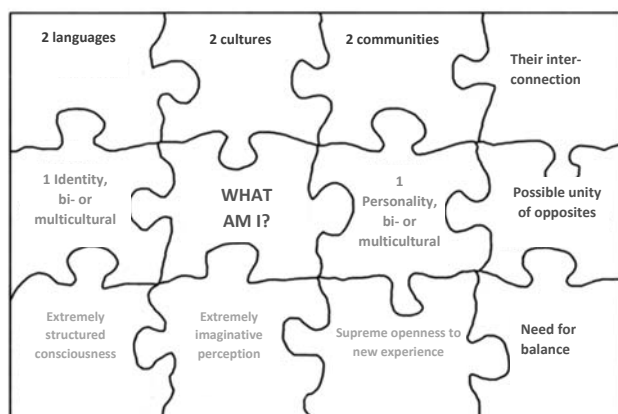 2 languages
2 cultures
2 communities
Their inter-
connection
1 Identity,
bi- or
multicultural
WHAT
AM I?
1
Personality,
bi- or
multicultural
Possible unity
of opposites
Extremely
structured
consciousness
Extremely
imaginative
perception
Supreme openness to
new experience
Need for
balance